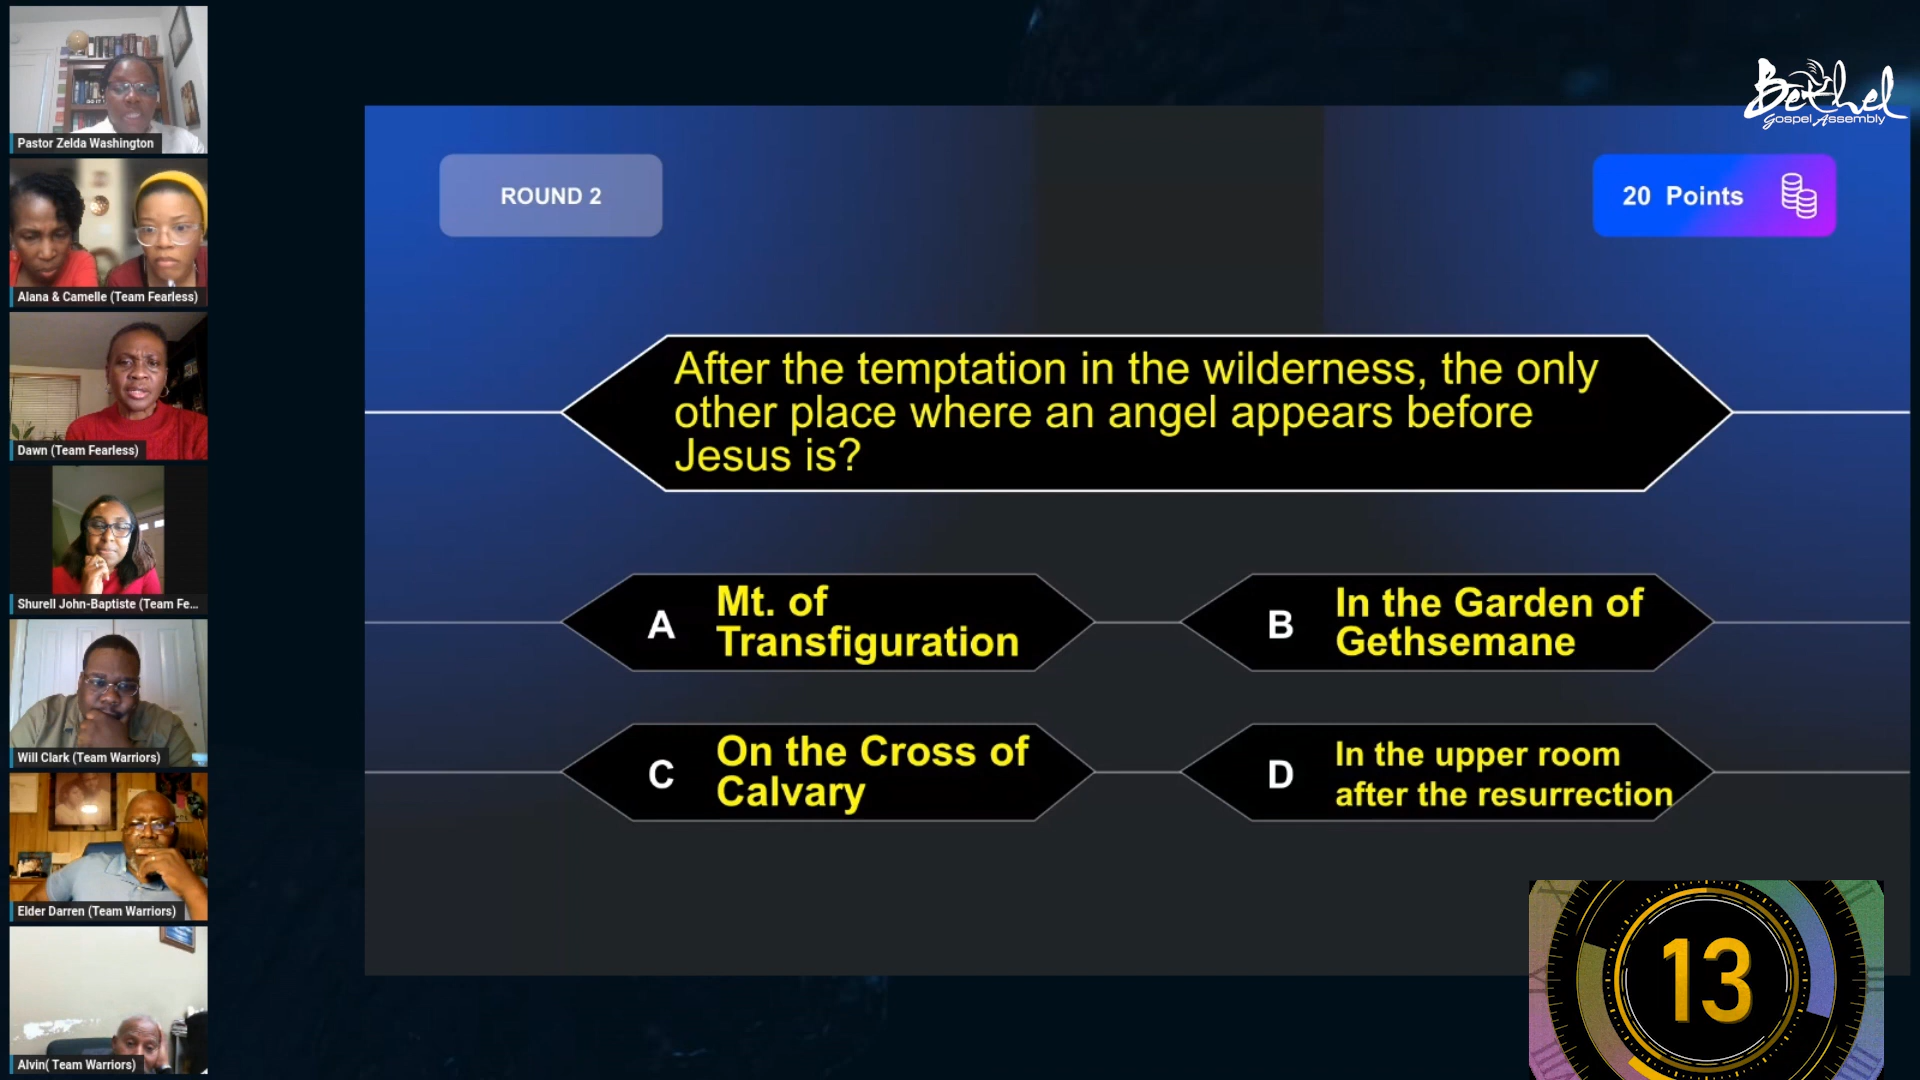 Pastor Zelda Washington
Alana & Camelle (Team Fearless)
Dawn (Team Fearless)
Shurell John-Baptiste (Team Fe...
Will Clark (Team Warriors)
Elder Darren (Team Warriors)
Alvin( Team Warriors)
Bethel
Gospel Assembly
ROUND 2
20 Points
After the temptation in the wilderness, the only
other place where an angel appears before
Jesus is?
A
Mt. of
Transfiguration
B
In the Garden of
Gethsemane
C
On the Cross of
Calvary
D
In the upper room
after the resurrection
13